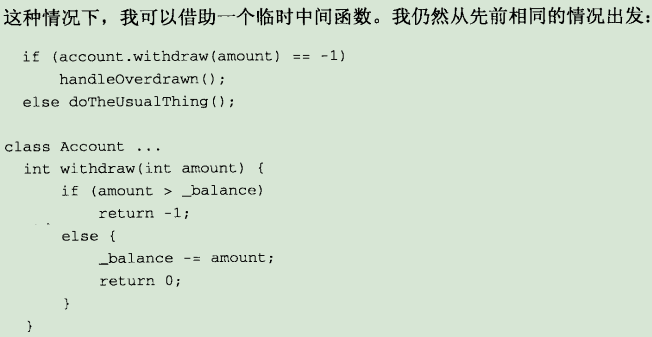 这种情况下，我可以借助一个临时中间函数。我仍然从先前相同的情况出发：
if (account.withdraw(amount) == -1)
handleOverdrawn();
else doTheUsualThing();
class Account ...
int withdraw(int amount) {
if (amount > _balance)
return -1;
else {
_balance -= amount;
return 0;
}
}